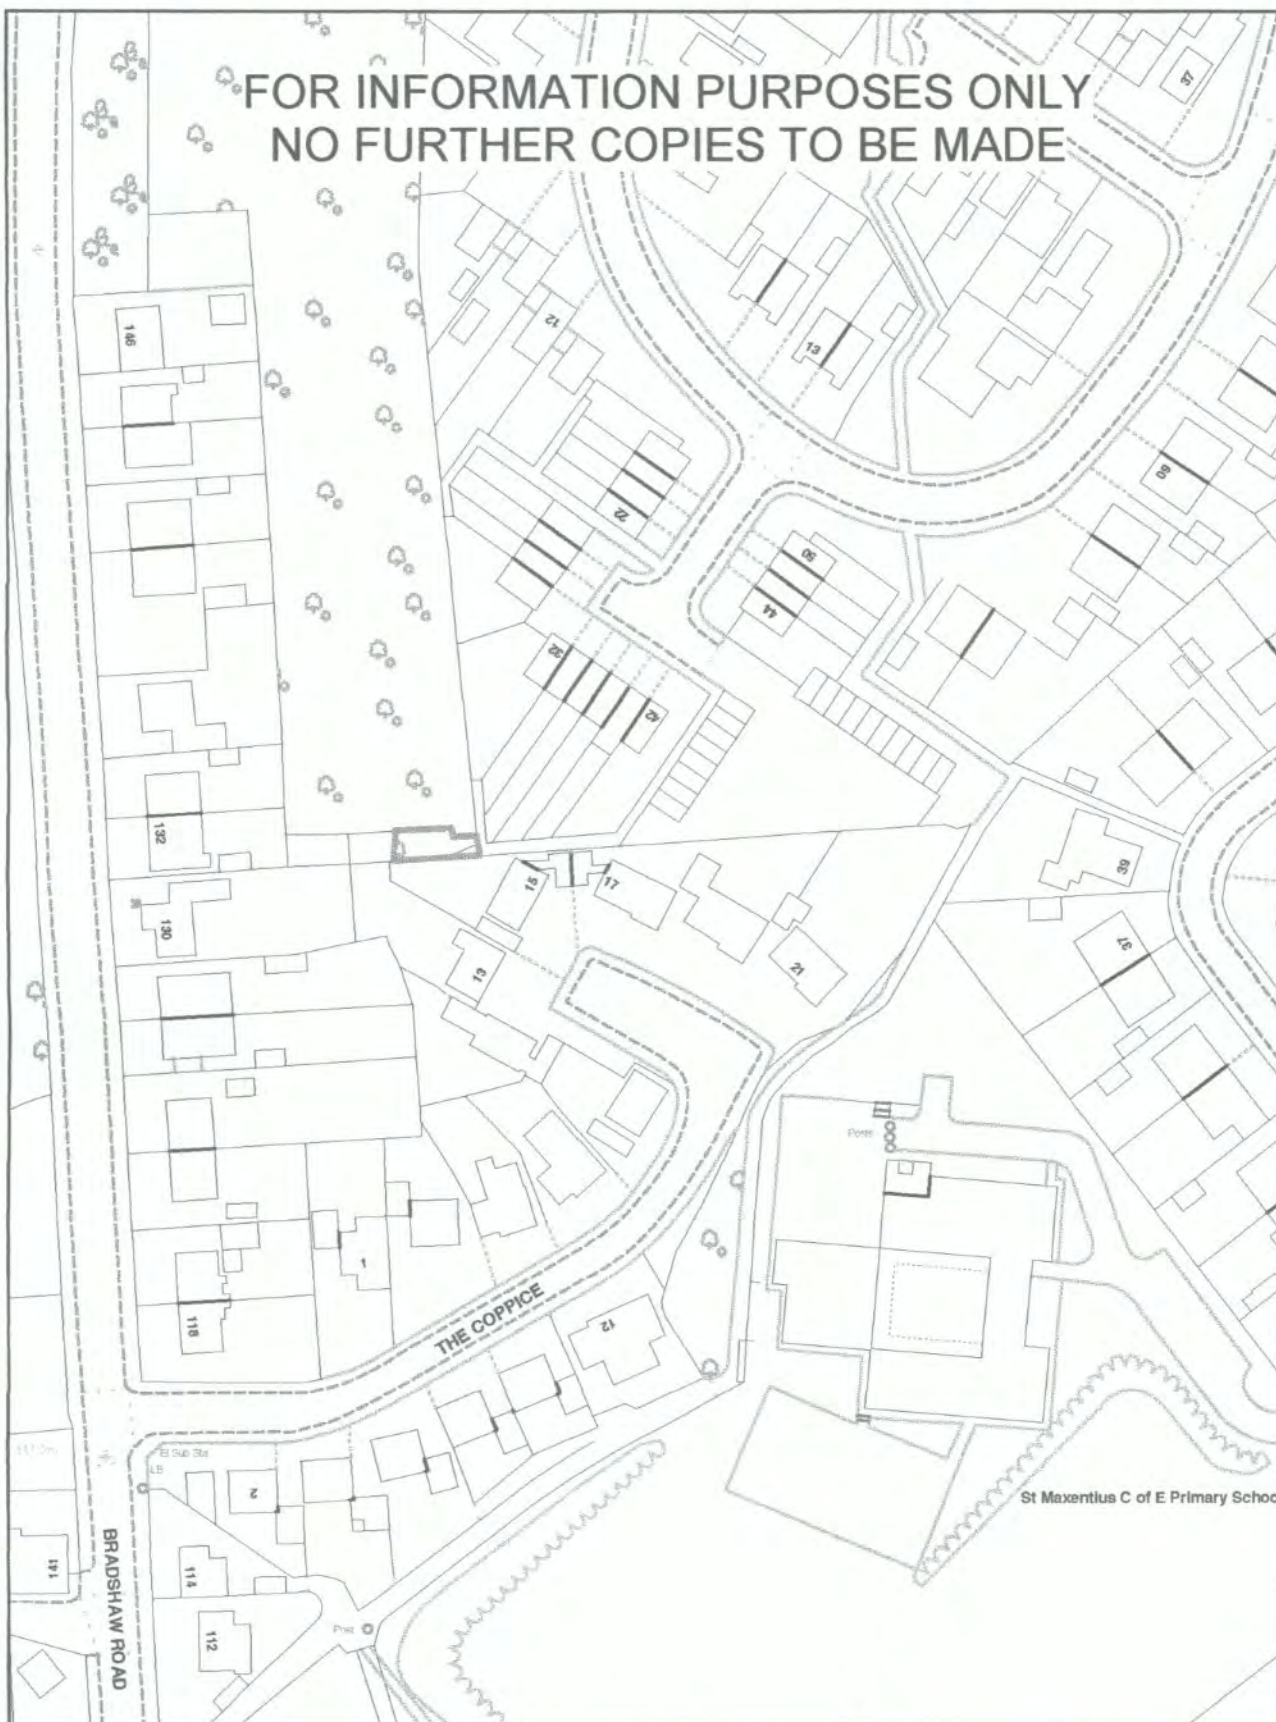 FOR INFORMATION PURPOSES ONLY
NO FURTHER COPIES TO BE MADE
37
146
12
13
22
60
50
44
32
42
132
130
15
17
13
21
39
37
Posts
1
118
THE COPPICE
12
El Sub Sta
LB
2
St Maxentius C of E Primary School
141
BRADSHAW ROAD
114
112
Post